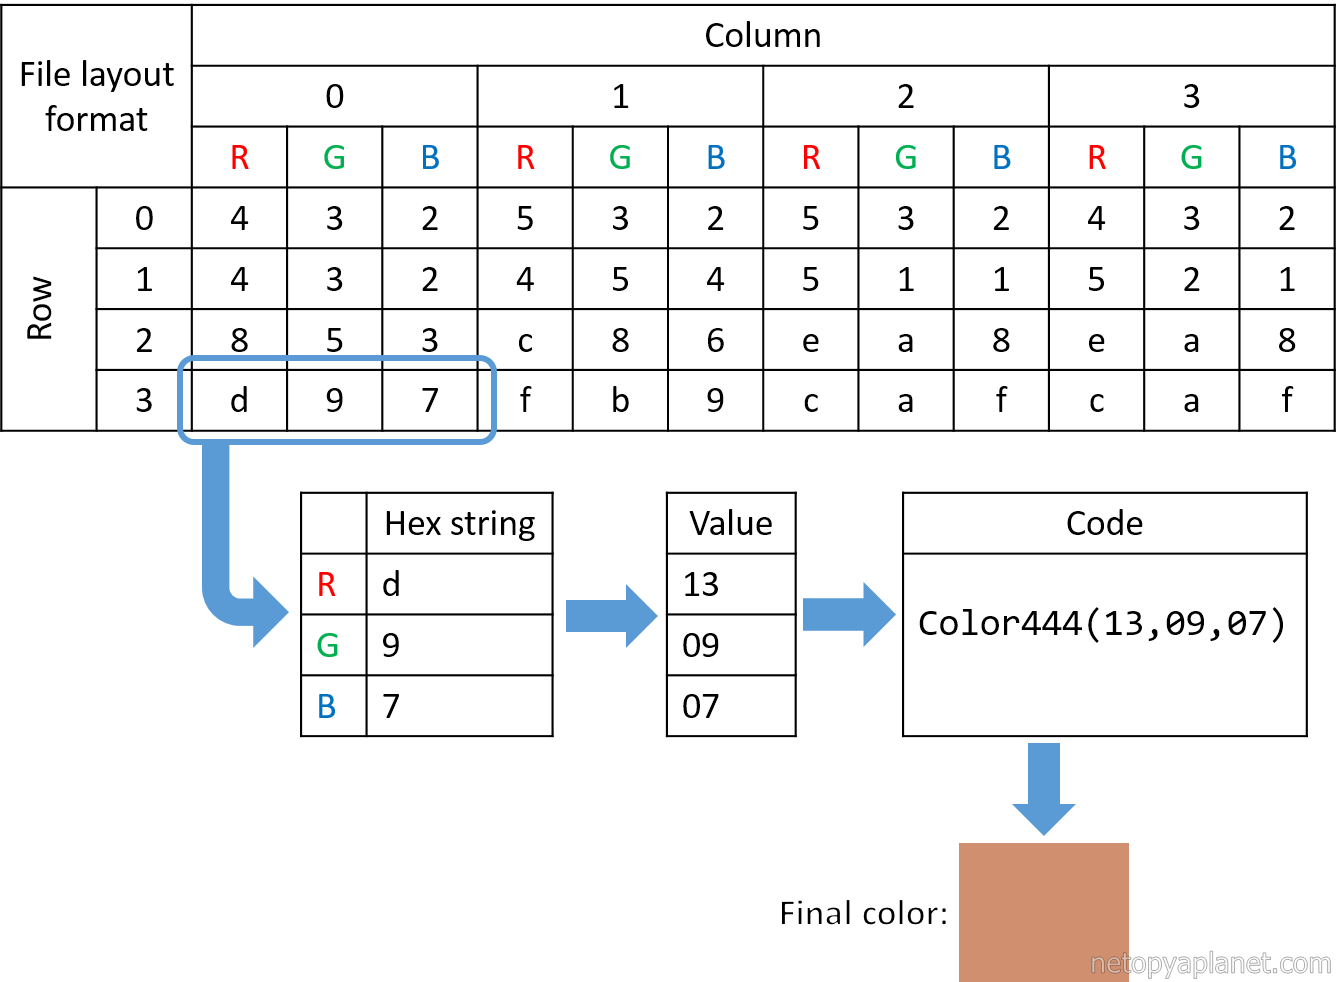 File layout
format
Column
0 1 2 3
R G B R G B R G B R G B
Row
0 4 3 2 5 3 2 5 3 2 4 3 2
1 4 3 2 4 5 4 5 1 1 5 2 1
2 8 5 3 c 8 6 e a 8 e a 8
3 d 9 7 f b 9 c a f c a f
Hex string
R d
G 9
B 7
Value
13
09
07
Code
Color444(13,09,07)
Final color:
netopyaplanet.com